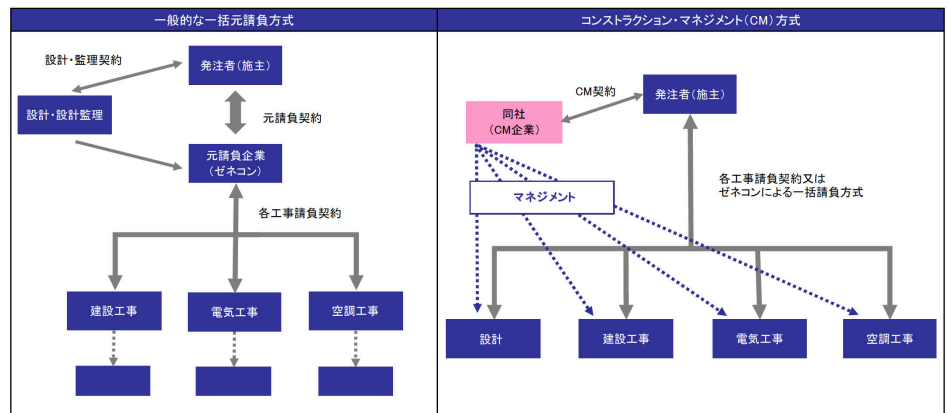 一般的な一括元請負方式
設計・監理契約
発注者(施主)
設計・設計監理
元請負契約
元請負企業
(ゼネコン)
各工事請負契約
建設工事
電気工事
空調工事
コンストラクション・マネジメント(CM)方式
CM契約
発注者(施主)
同社
(CM企業)
各工事請負契約又は
ゼネコンによる一括請負方式
マネジメント
設計
建設工事
電気工事
空調工事